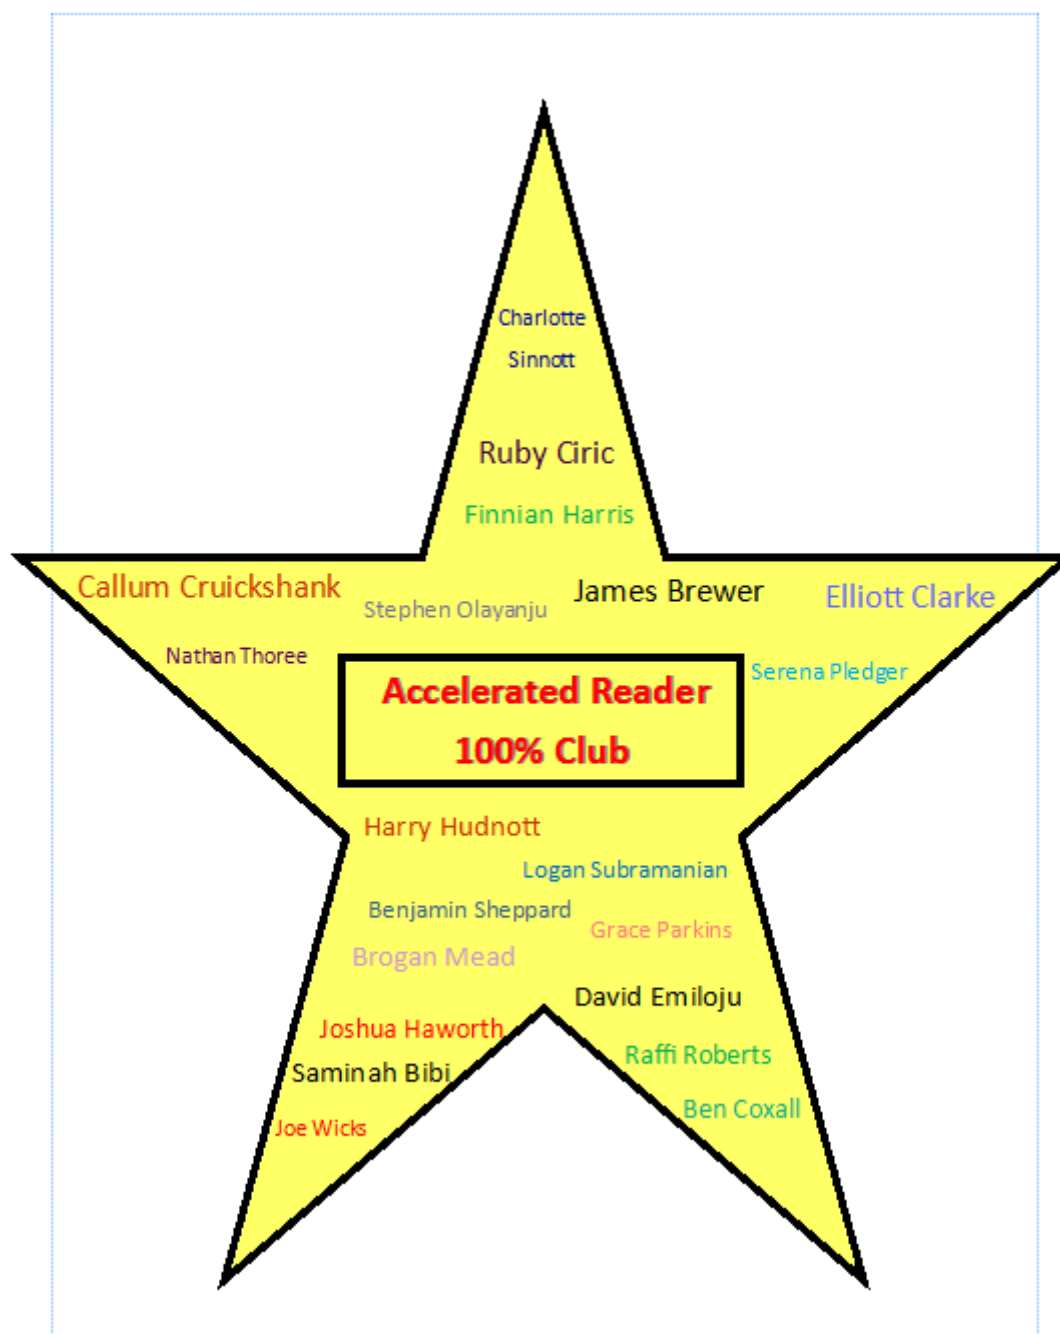 Charlotte
Sinnott
Ruby Ciric
Finnian Harris
Callum Cruickshank
Stephen Olayanju
James Brewer
Elliott Clarke
Nathan Thoree
Serena Pledger
Accelerated Reader
100% Club
Harry Hudnott
Logan Subramanian
Benjamin Sheppard
Grace Parkins
Brogan Mead
David Emiloju
Joshua Haworth
Raffi Roberts
Saminah Bibi
Ben Coxall
Joe Wicks